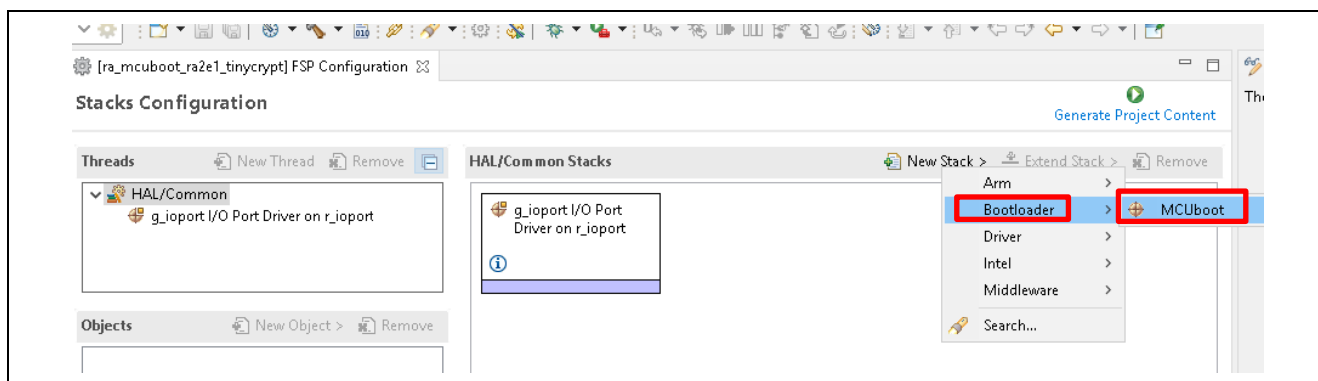 [ra_mcuboot_ra2e1_tinycrypt] FSP Configuration
Stacks Configuration
Generate Project Content
Threads
New Thread
Remove
HAL/Common
g_ioport I/O Port Driver on r_ioport
Objects
New Object >
Remove
HAL/Common Stacks
New Stack >
Extend Stack >
Remove
g_ioport I/O Port
Driver on r_ioport
Arm
Bootloader
MCUboot
Driver
Intel
Middleware
Search...